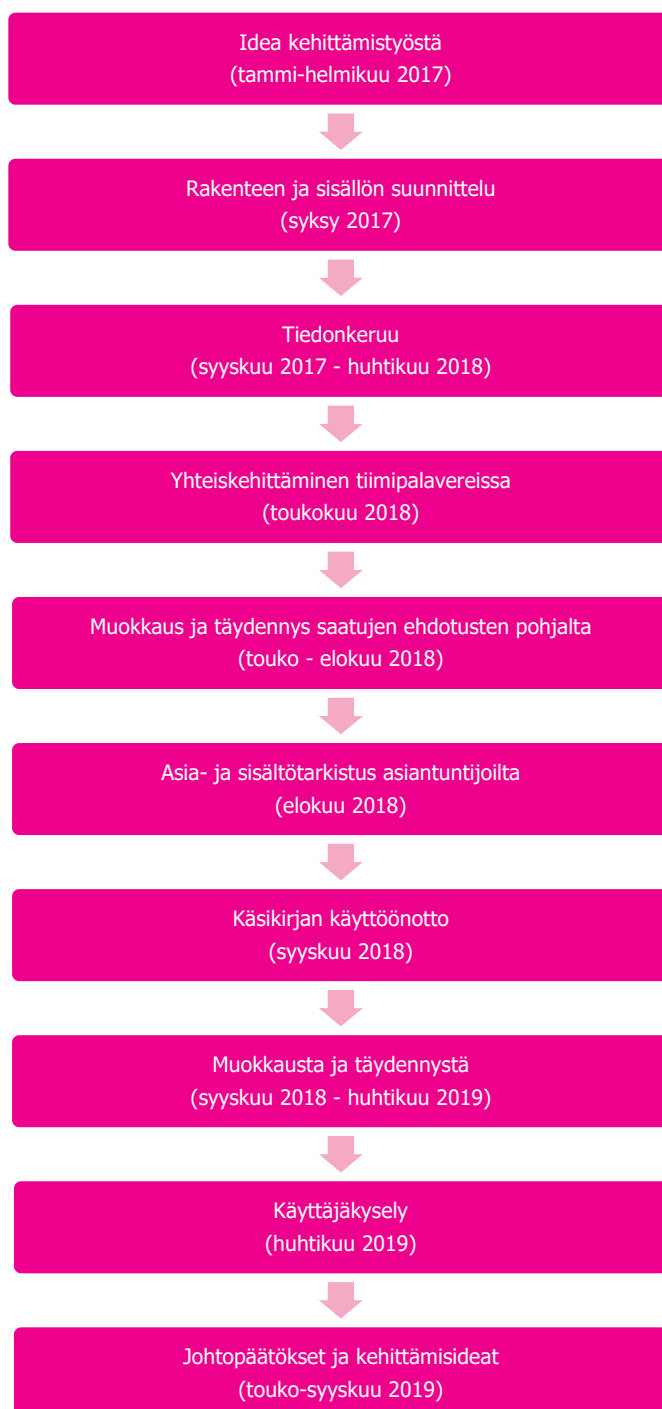 Idea kehittämistyöstä
(tammi-helmikuu 2017)
Rakenteen ja sisällön suunnittelu
(syksy 2017)
Tiedonkeruu
(syyskuu 2017 - huhtikuu 2018)
Yhteiskehittäminen tiimipalavereissa
(toukokuu 2018)
Muokkaus ja täydennys saatujen ehdotusten pohjalta
(touko - elokuu 2018)
Asia- ja sisältötarkistus asiantuntijoilta
(elokuu 2018)
Käsikirjan käyttöönotto
(syyskuu 2018)
Muokkausta ja täydennystä
(syyskuu 2018 - huhtikuu 2019)
Käyttäjäkysely
(huhtikuu 2019)
Johtopäätökset ja kehittämisideat
(touko-syyskuu 2019)